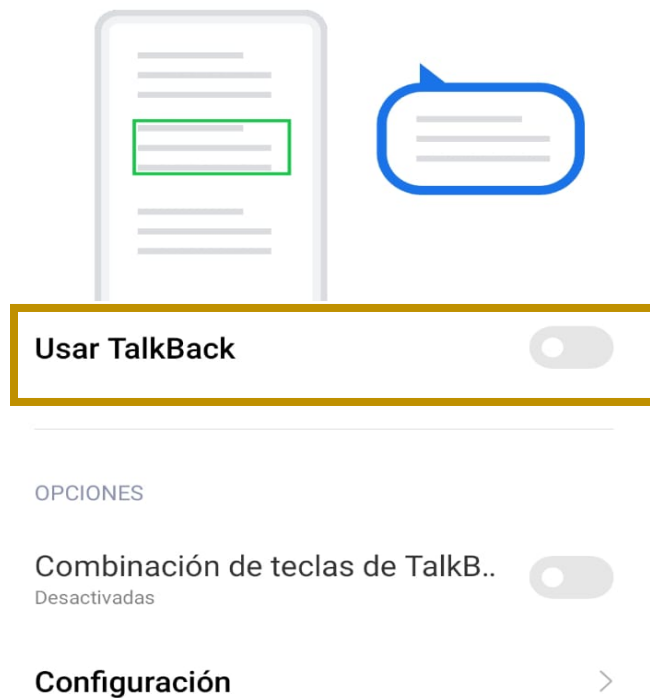 Usar TalkBack
OPCIONES
Combinación de teclas de TalkB..
Desactivadas
Configuración